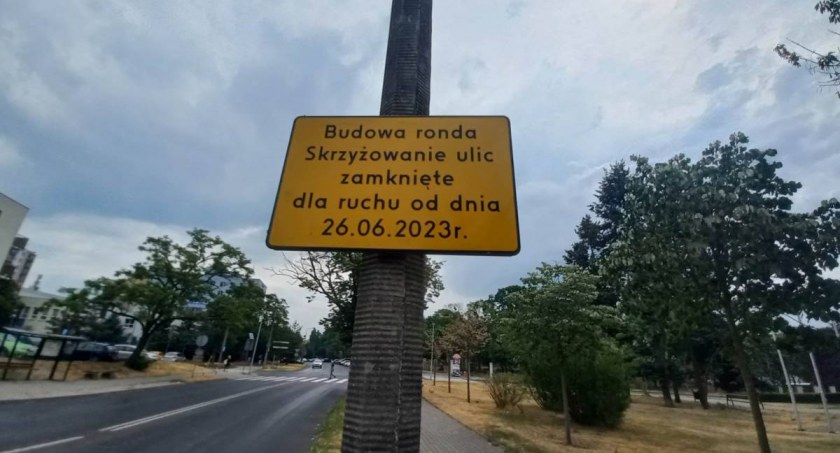 Budowa ronda
Skrzyżowanie ulic
zamknięte
dla ruchu od dnia
26.06.2023r.